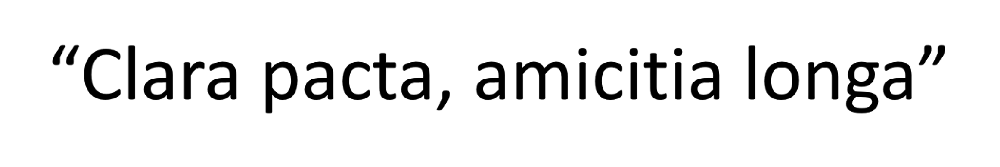 “Clara pacta, amicitia longa”